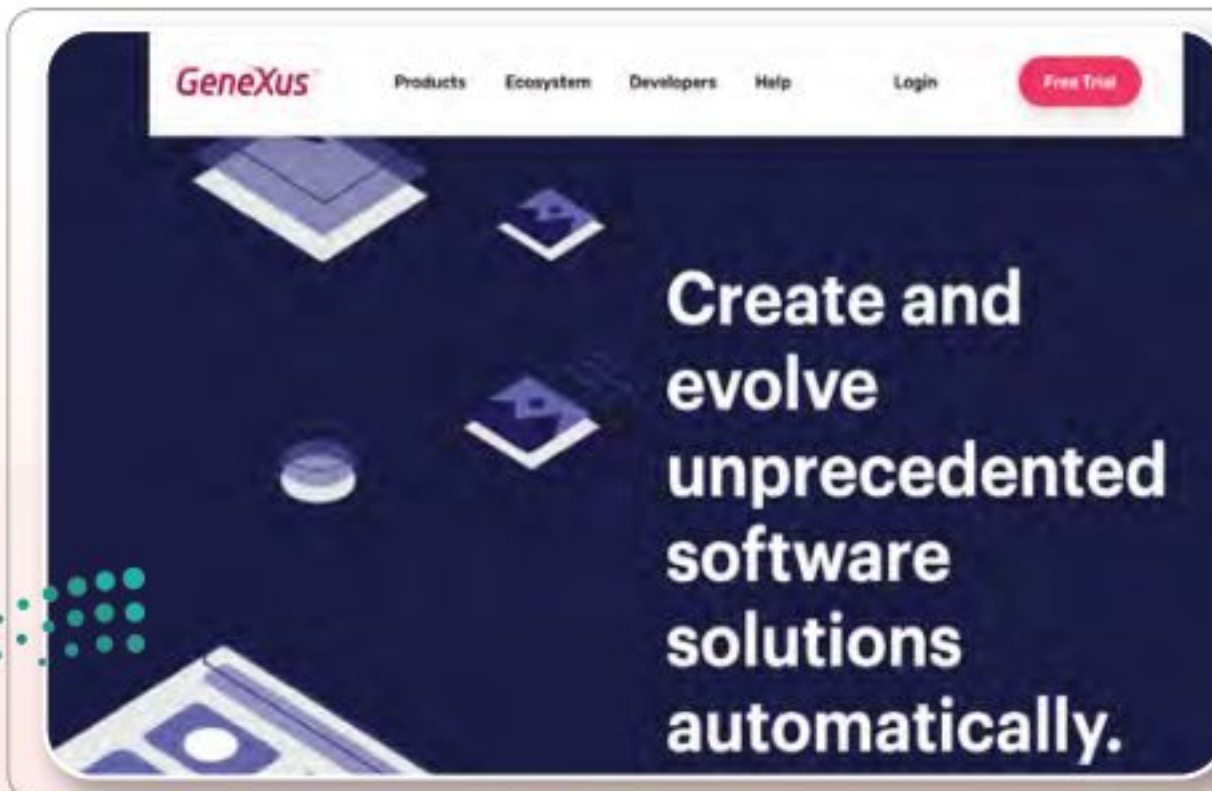 GeneXus Products Ecosystem Developers Help Login Free Trial
Create and
evolve
unprecedented
software
solutions
automatically.